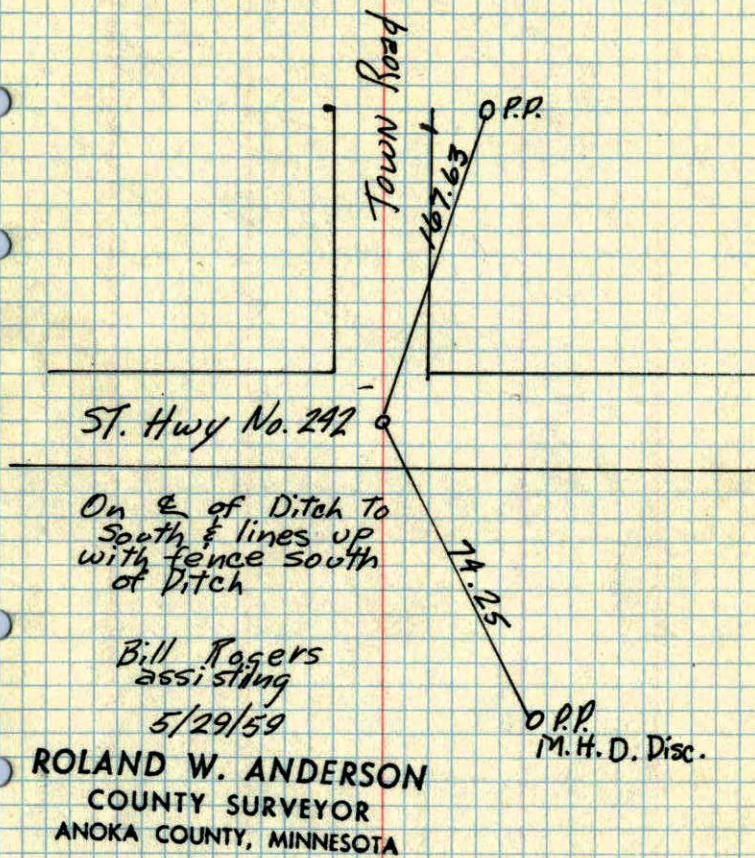 Town Road
P.P.
167.63
ST. Hwy No. 242
On ℄ of Ditch to
South & lines up
with fence south
of Ditch
74.25
Bill Rogers
assisting
5/29/59
P.P.
M.H.D. Disc.
ROLAND W. ANDERSON
COUNTY SURVEYOR
ANOKA COUNTY, MINNESOTA